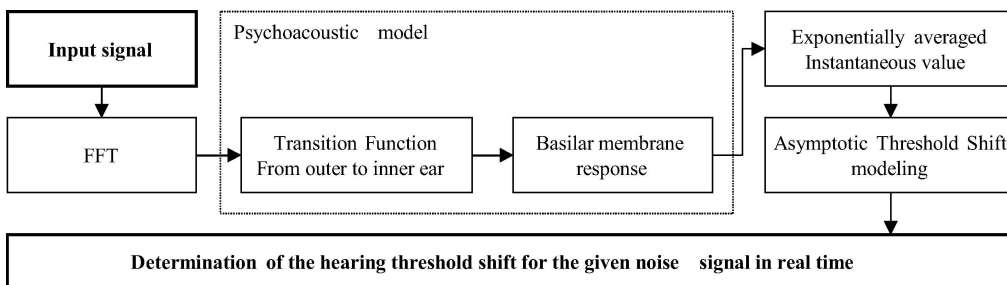 Input signal
FFT
Psychoacoustic model
Transition Function
From outer to inner ear
Basilar membrane
response
Exponentially averaged
Instantaneous value
Asymptotic Threshold Shift
modeling
Determination of the hearing threshold shift for the given noise signal in real time